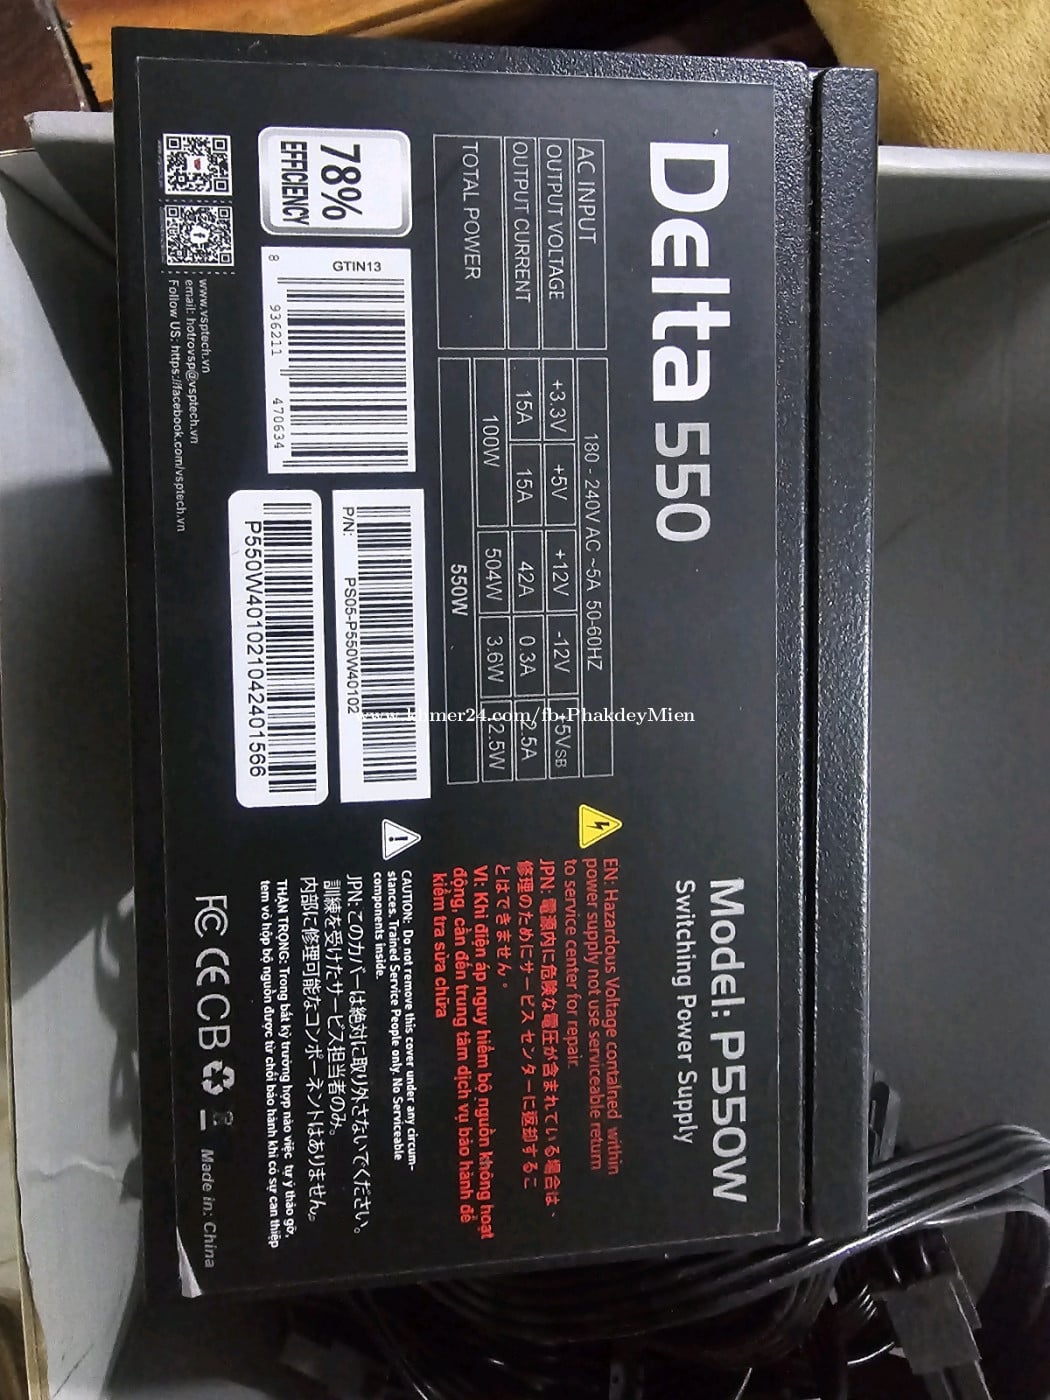 Delta 550
AC INPUT 180 - 240V AC ~5A 50-60HZ
OUTPUT VOLTAGE +3.3V +5V +12V -12V +5VSB
OUTPUT CURRENT 15A 15A 42A 0.3A 2.5A
TOTAL POWER 100W 504W 3.6W 12.5W
550W
Model: P550W
Switching Power Supply
EN: Hazardous Voltage contained within
power supply not use serviceable return
to service center for repair.
JPN: 電源内に危険な電圧が含まれている場合は、
修理のためにサービス センターに返却するこ
とはできません。
VI: Khi điện áp nguy hiểm bộ nguồn không hoạt
động, cần đến trung tâm dịch vụ bảo hành để
kiểm tra sửa chữa
CAUTION: Do not remove this cover under any circum-
stances. Trained Service People only. No Serviceable
components inside.
JPN: このカバーは絶対に取り外さないでください。
訓練を受けたサービス担当者のみ。
内部に修理可能なコンポーネントはありません。
THẬN TRỌNG: Trong bất kỳ trường hợp nào việc tự ý tháo gỡ,
tem vỏ hộp bộ nguồn được từ chối bảo hành khi có sự can thiệp
FC CE CB
Made in: China
78%
EFFICIENCY
GTIN13
8 936211 470634
P/N: PS05-P550W40102
P550W401021042401566
www.vsptech.vn
email: hotrovsp@vsptech.vn
Follow US: https://facebook.com/vsptech.vn
www.khmer24.com/fb-PhakdeyMien